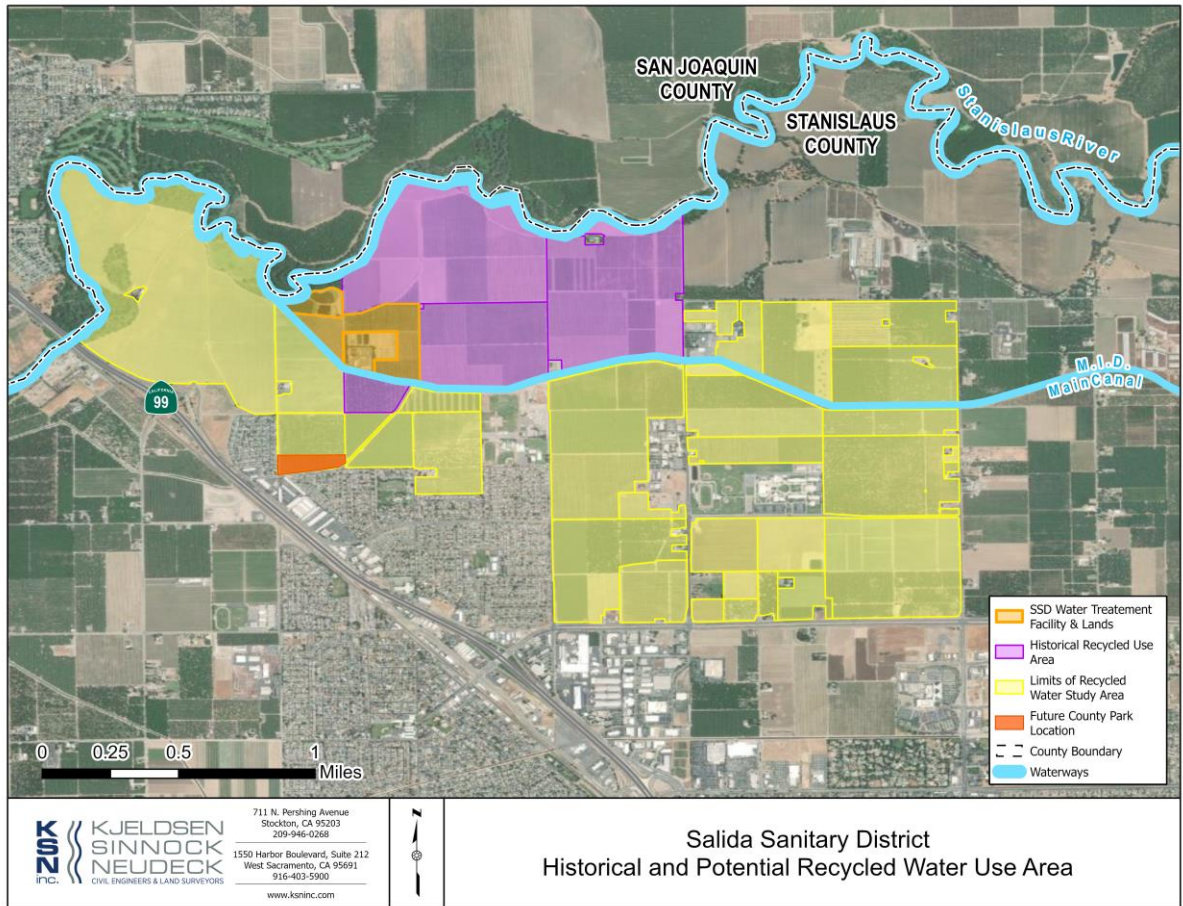 SAN JOAQUIN
COUNTY
STANISLAUS
COUNTY
Stanislaus River
M.I.D.
Main Canal
CALIFORNIA
99
SSD Water Treatement
Facility & Lands
Historical Recycled Use
Area
Limits of Recycled
Water Study Area
Future County Park
Location
County Boundary
Waterways
0 0.25 0.5 1
Miles
KSN
inc.
KJELDSEN
SINNOCK
NEUDECK
CIVIL ENGINEERS & LAND SURVEYORS
711 N. Pershing Avenue
Stockton, CA 95203
209-946-0268
1550 Harbor Boulevard, Suite 212
West Sacramento, CA 95691
916-403-5900
www.ksninc.com
N
Salida Sanitary District
Historical and Potential Recycled Water Use Area